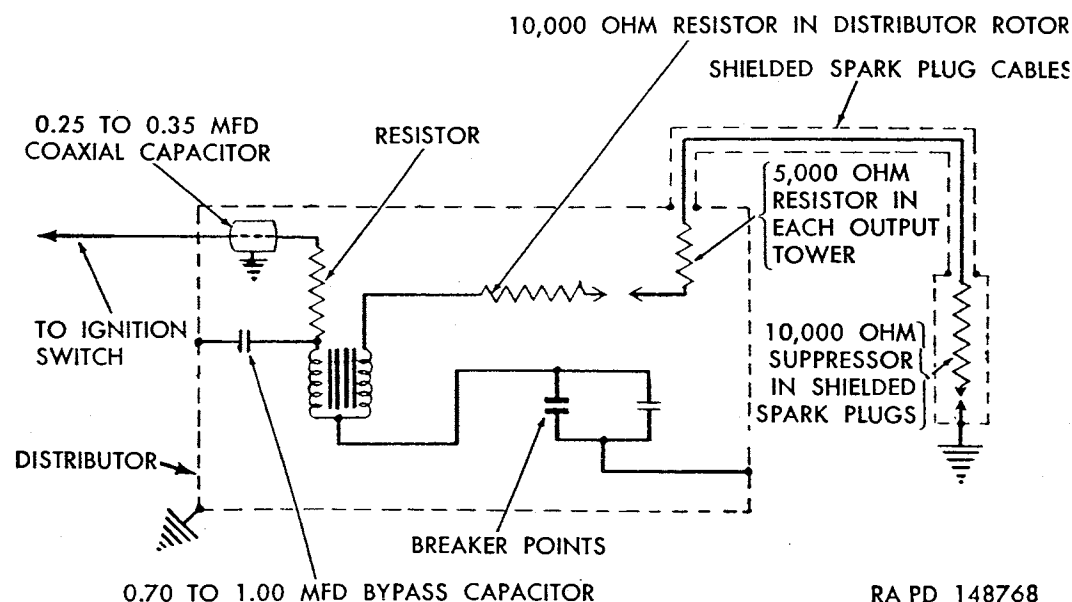 10,000 OHM RESISTOR IN DISTRIBUTOR ROTOR
SHIELDED SPARK PLUG CABLES
0.25 TO 0.35 MFD
COAXIAL CAPACITOR
RESISTOR
5,000 OHM
RESISTOR IN
EACH OUTPUT
TOWER
TO IGNITION
SWITCH
10,000 OHM
SUPPRESSOR
IN SHIELDED
SPARK PLUGS
DISTRIBUTOR
BREAKER POINTS
0.70 TO 1.00 MFD BYPASS CAPACITOR
RA PD 148768